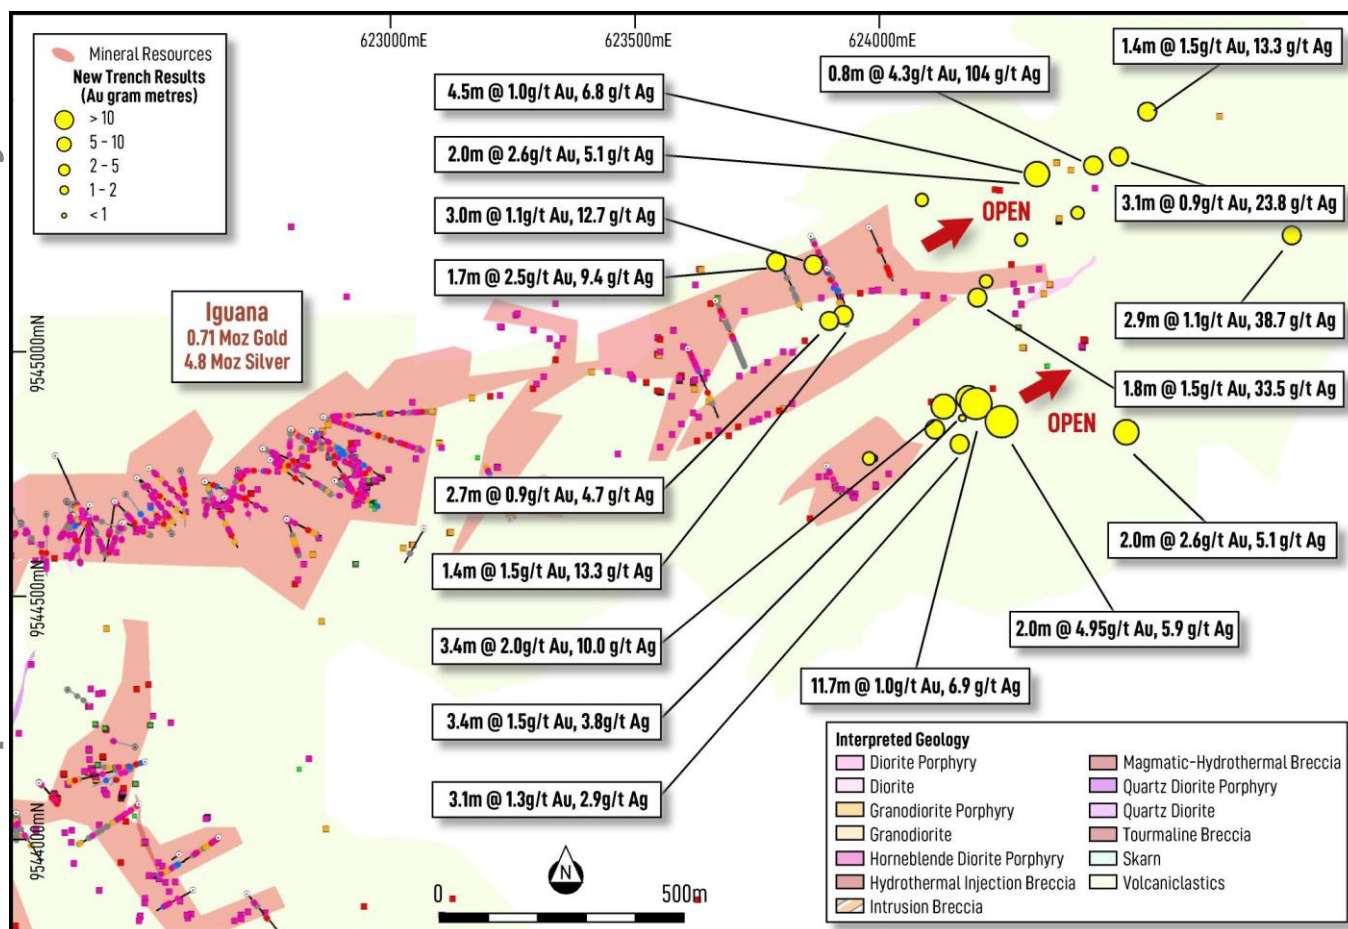 623000mE
623500mE
624000mE
Mineral Resources
New Trench Results
(Au gram metres)
> 10
5 - 10
2 - 5
1 - 2
< 1
1.4m @ 1.5g/t Au, 13.3 g/t Ag
0.8m @ 4.3g/t Au, 104 g/t Ag
4.5m @ 1.0g/t Au, 6.8 g/t Ag
2.0m @ 2.6g/t Au, 5.1 g/t Ag
3.1m @ 0.9g/t Au, 23.8 g/t Ag
3.0m @ 1.1g/t Au, 12.7 g/t Ag
OPEN
1.7m @ 2.5g/t Au, 9.4 g/t Ag
Iguana
0.71 Moz Gold
4.8 Moz Silver
2.9m @ 1.1g/t Au, 38.7 g/t Ag
9545000mN
1.8m @ 1.5g/t Au, 33.5 g/t Ag
OPEN
2.7m @ 0.9g/t Au, 4.7 g/t Ag
2.0m @ 2.6g/t Au, 5.1 g/t Ag
1.4m @ 1.5g/t Au, 13.3 g/t Ag
9544500mN
2.0m @ 4.95g/t Au, 5.9 g/t Ag
3.4m @ 2.0g/t Au, 10.0 g/t Ag
11.7m @ 1.0g/t Au, 6.9 g/t Ag
3.4m @ 1.5g/t Au, 3.8g/t Ag
3.1m @ 1.3g/t Au, 2.9g/t Ag
9544000mN
N
0
500m
Interpreted Geology
Diorite Porphyry
Diorite
Granodiorite Porphyry
Granodiorite
Horneblende Diorite Porphyry
Hydrothermal Injection Breccia
Intrusion Breccia
Magmatic-Hydrothermal Breccia
Quartz Diorite Porphyry
Quartz Diorite
Tourmaline Breccia
Skarn
Volcaniclastics